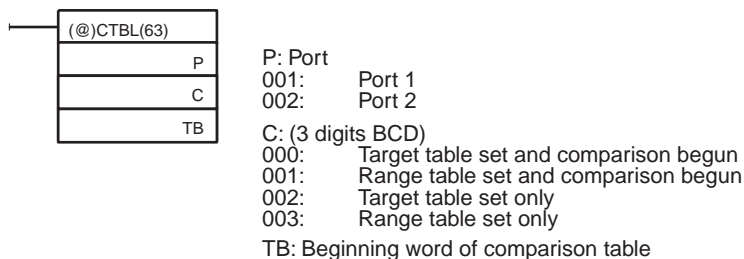 (@)CTBL(63)
P
C
TB
P: Port
001: Port 1
002: Port 2
C: (3 digits BCD)
000: Target table set and comparison begun
001: Range table set and comparison begun
002: Target table set only
003: Range table set only
TB: Beginning word of comparison table